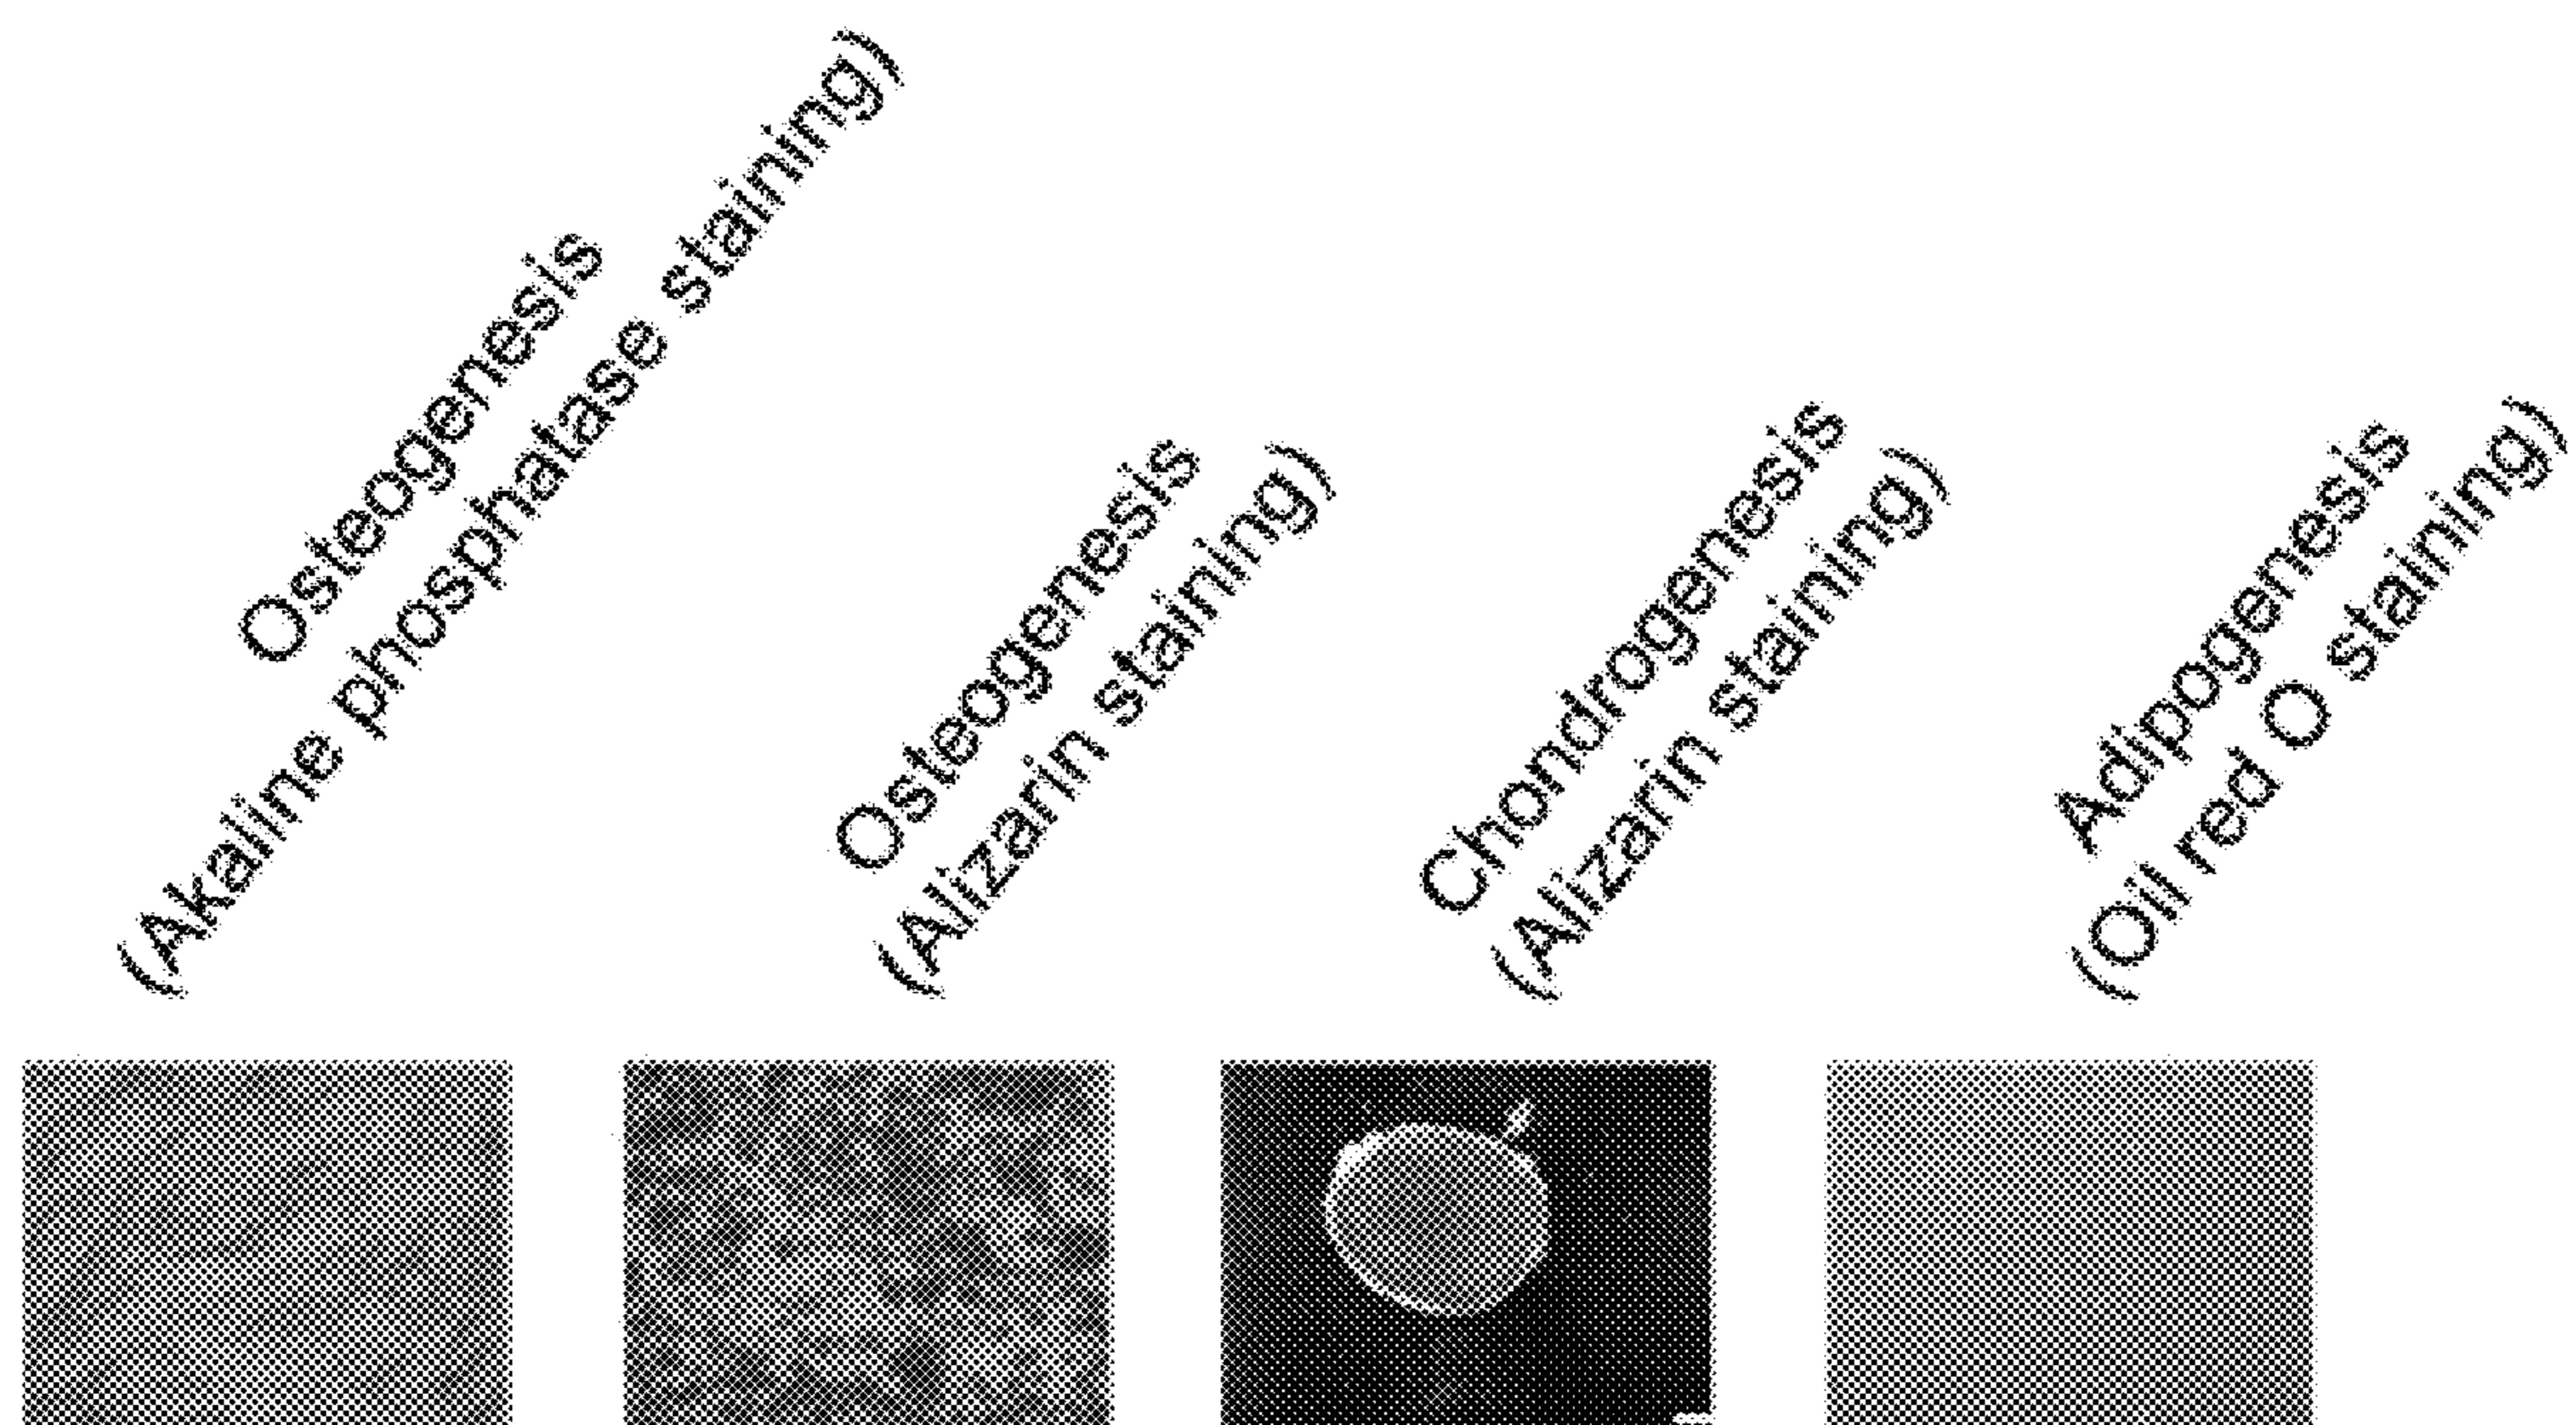 Osteogenesis
(Akaline phosphatase staining)
Osteogenesis
(Alizarin staining)
Chondrogenesis
(Alizarin staining)
Adipogenesis
(Oil red O staining)